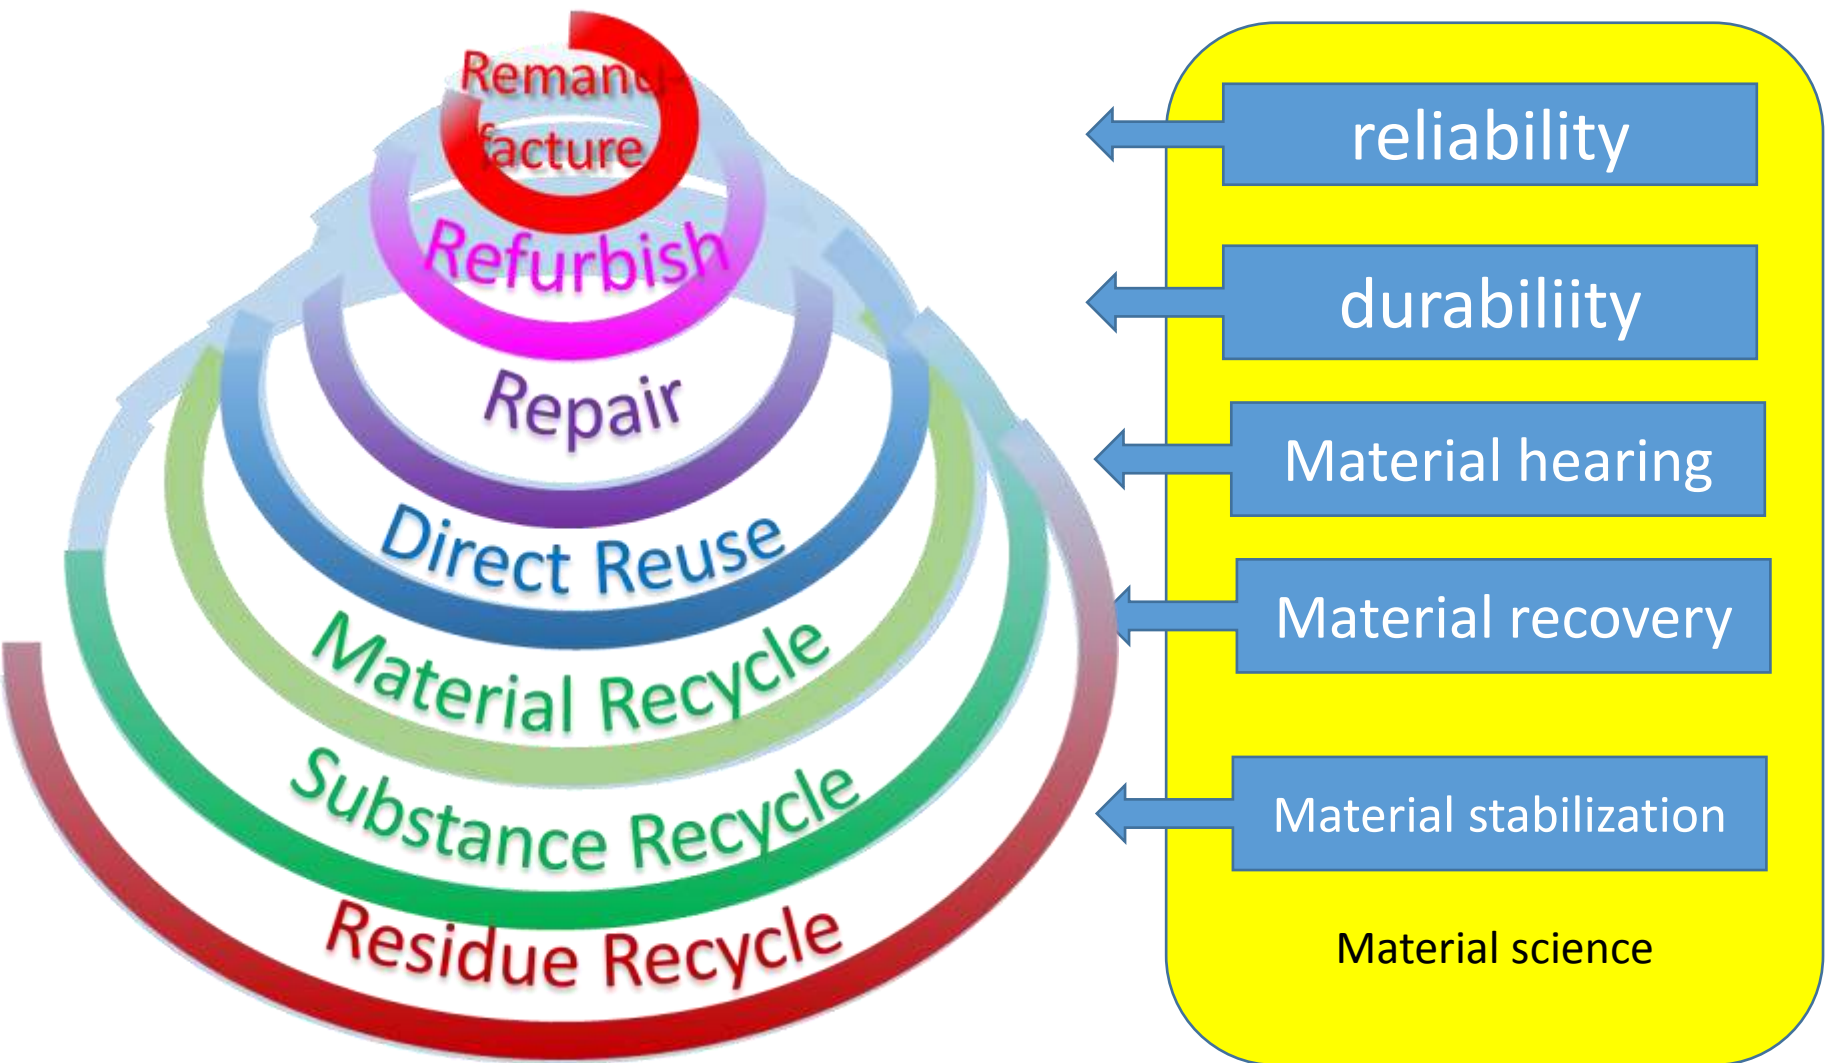 Remanu-
facture
Refurbish
Repair
Direct Reuse
Material Recycle
Substance Recycle
Residue Recycle
reliability
durabiliity
Material hearing
Material recovery
Material stabilization
Material science